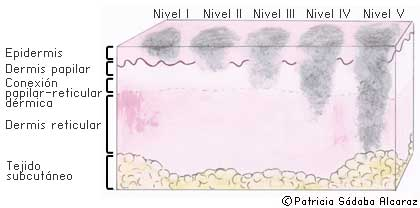 Nivel I Nivel II Nivel III Nivel IV Nivel V
Epidermis
Dermis papilar
Conexión
papilar-reticular
dérmica
Dermis reticular
Tejido
subcutáneo
©Patricia Sádaba Alcaraz